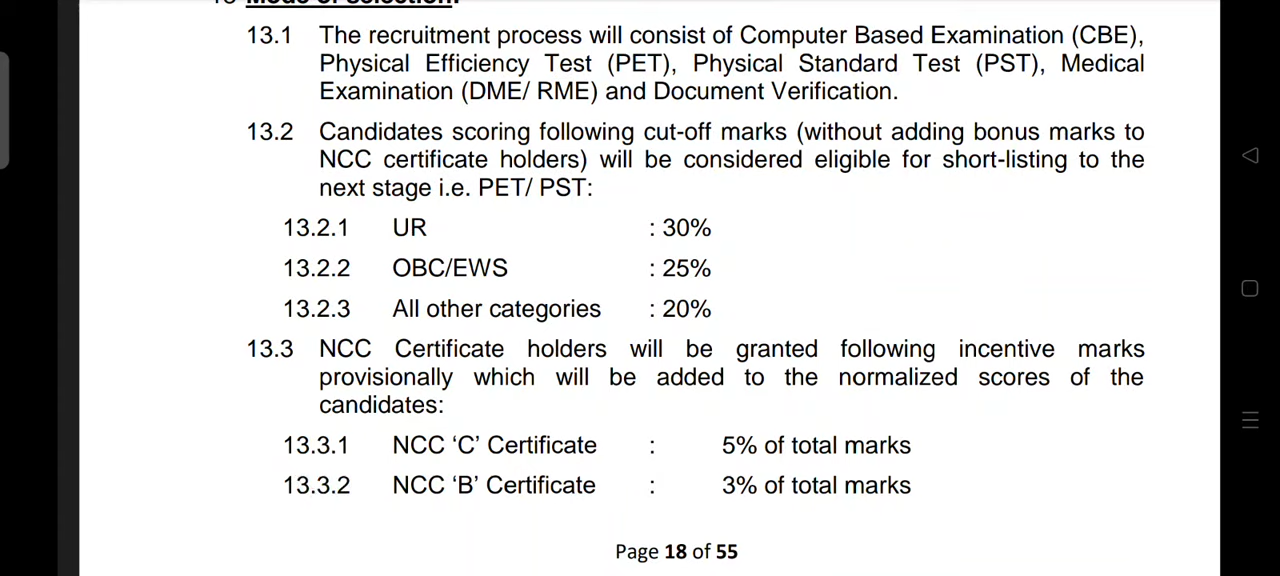 13.1 The recruitment process will consist of Computer Based Examination (CBE),
Physical Efficiency Test (PET), Physical Standard Test (PST), Medical
Examination (DME/ RME) and Document Verification.
13.2 Candidates scoring following cut-off marks (without adding bonus marks to
NCC certificate holders) will be considered eligible for short-listing to the
next stage i.e. PET/ PST:
13.2.1 UR : 30%
13.2.2 OBC/EWS : 25%
13.2.3 All other categories : 20%
13.3 NCC Certificate holders will be granted following incentive marks
provisionally which will be added to the normalized scores of the
candidates:
13.3.1 NCC ‘C’ Certificate : 5% of total marks
13.3.2 NCC ‘B’ Certificate : 3% of total marks
Page 18 of 55